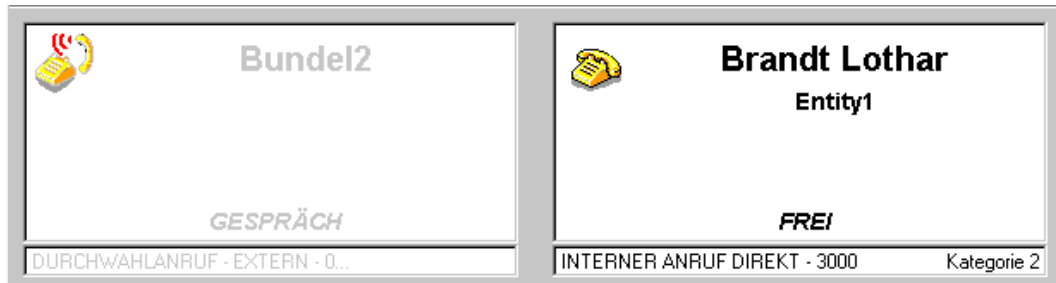 Bundel2
GESPRÄCH
DURCHWAHLANRUF - EXTERN - 0...
Brandt Lothar
Entity1
FREI
INTERNER ANRUF DIREKT - 3000 Kategorie 2